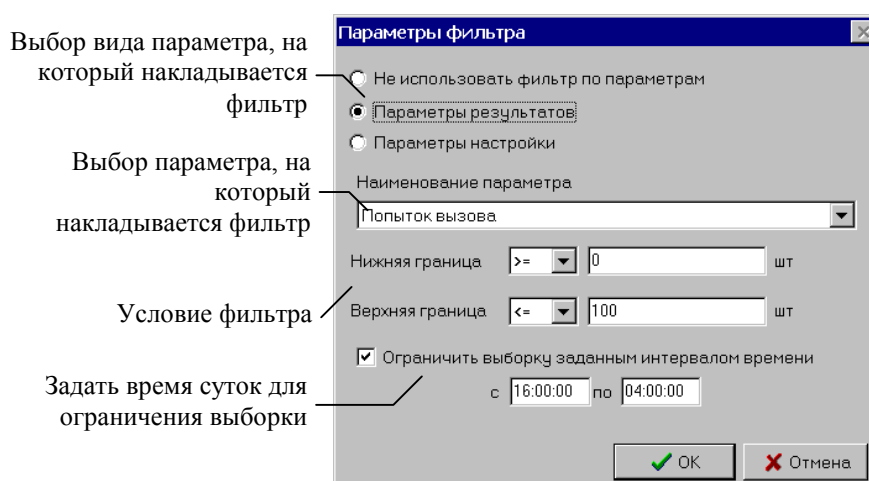 Выбор вида параметра, на
который накладывается
фильтр
Выбор параметра, на
который
накладывается фильтр
Условие фильтра
Задать время суток для
ограничения выборки
Параметры фильтра
Не использовать фильтр по параметрам
Параметры результатов
Параметры настройки
Наименование параметра
Попыток вызова
Нижняя граница >= 0 шт
Верхняя граница <= 100 шт
Ограничить выборку заданным интервалом времени
с 16:00:00 по 04:00:00
OK Отмена